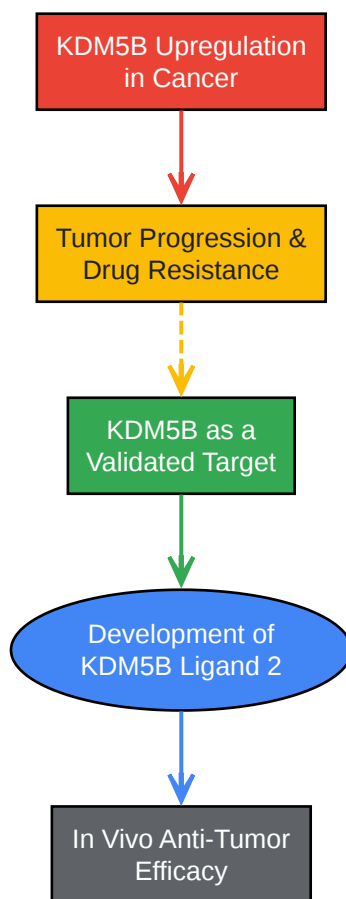 KDM5B Upregulation
in Cancer
Tumor Progression &
Drug Resistance
KDM5B as a
Validated Target
Development of
KDM5B Ligand 2
In Vivo Anti-Tumor
Efficacy